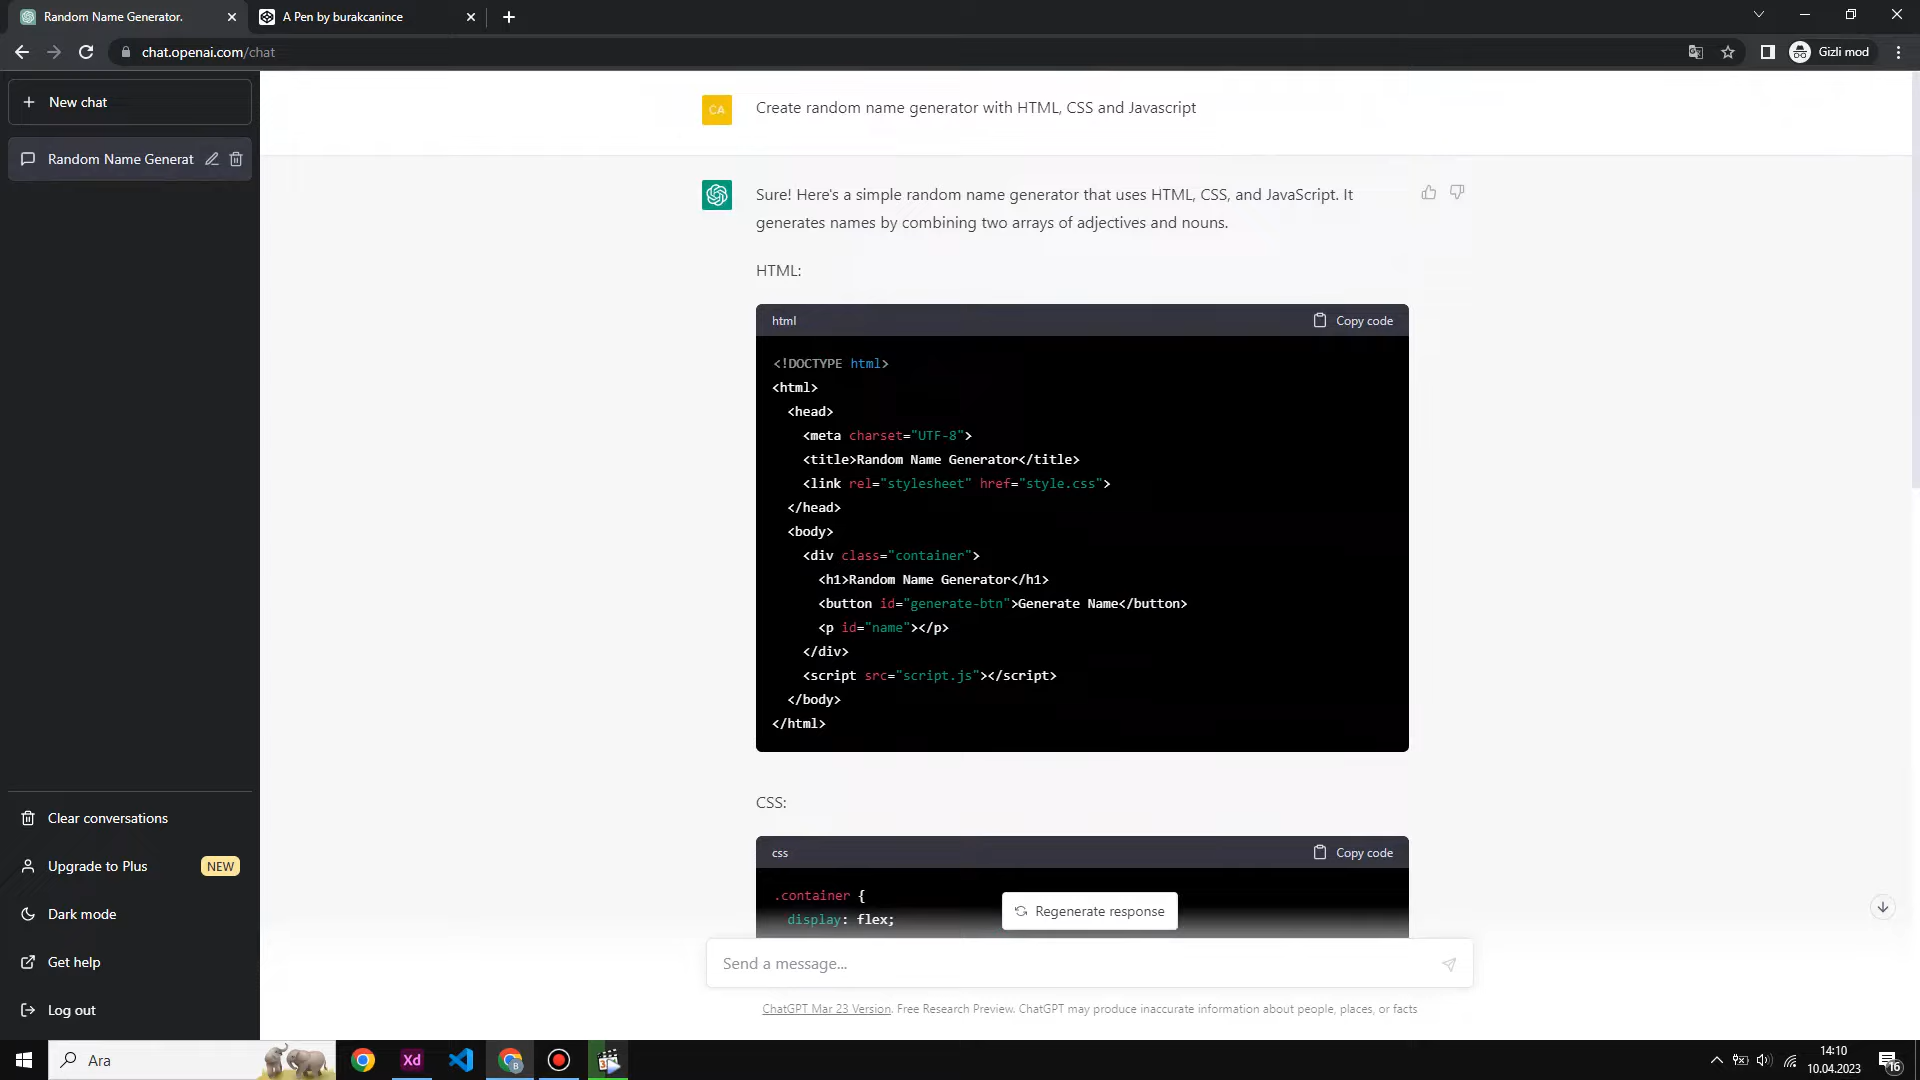 Random Name Generator.
A Pen by burakcanince
chat.openai.com/chat
Gizli mod
New chat
Random Name Generat
CA
Create random name generator with HTML, CSS and Javascript
Sure! Here's a simple random name generator that uses HTML, CSS, and JavaScript. It
generates names by combining two arrays of adjectives and nouns.
HTML:
html
Copy code
<!DOCTYPE html>
<html>
  <head>
    <meta charset="UTF-8">
    <title>Random Name Generator</title>
    <link rel="stylesheet" href="style.css">
  </head>
  <body>
    <div class="container">
      <h1>Random Name Generator</h1>
      <button id="generate-btn">Generate Name</button>
      <p id="name"></p>
    </div>
    <script src="script.js"></script>
  </body>
</html>
CSS:
css
Copy code
.container {
  display: flex;
Regenerate response
Send a message...
ChatGPT Mar 23 Version. Free Research Preview. ChatGPT may produce inaccurate information about people, places, or facts
Clear conversations
Upgrade to Plus
NEW
Dark mode
Get help
Log out
Ara
Xd
B
14:10
10.04.2023
16